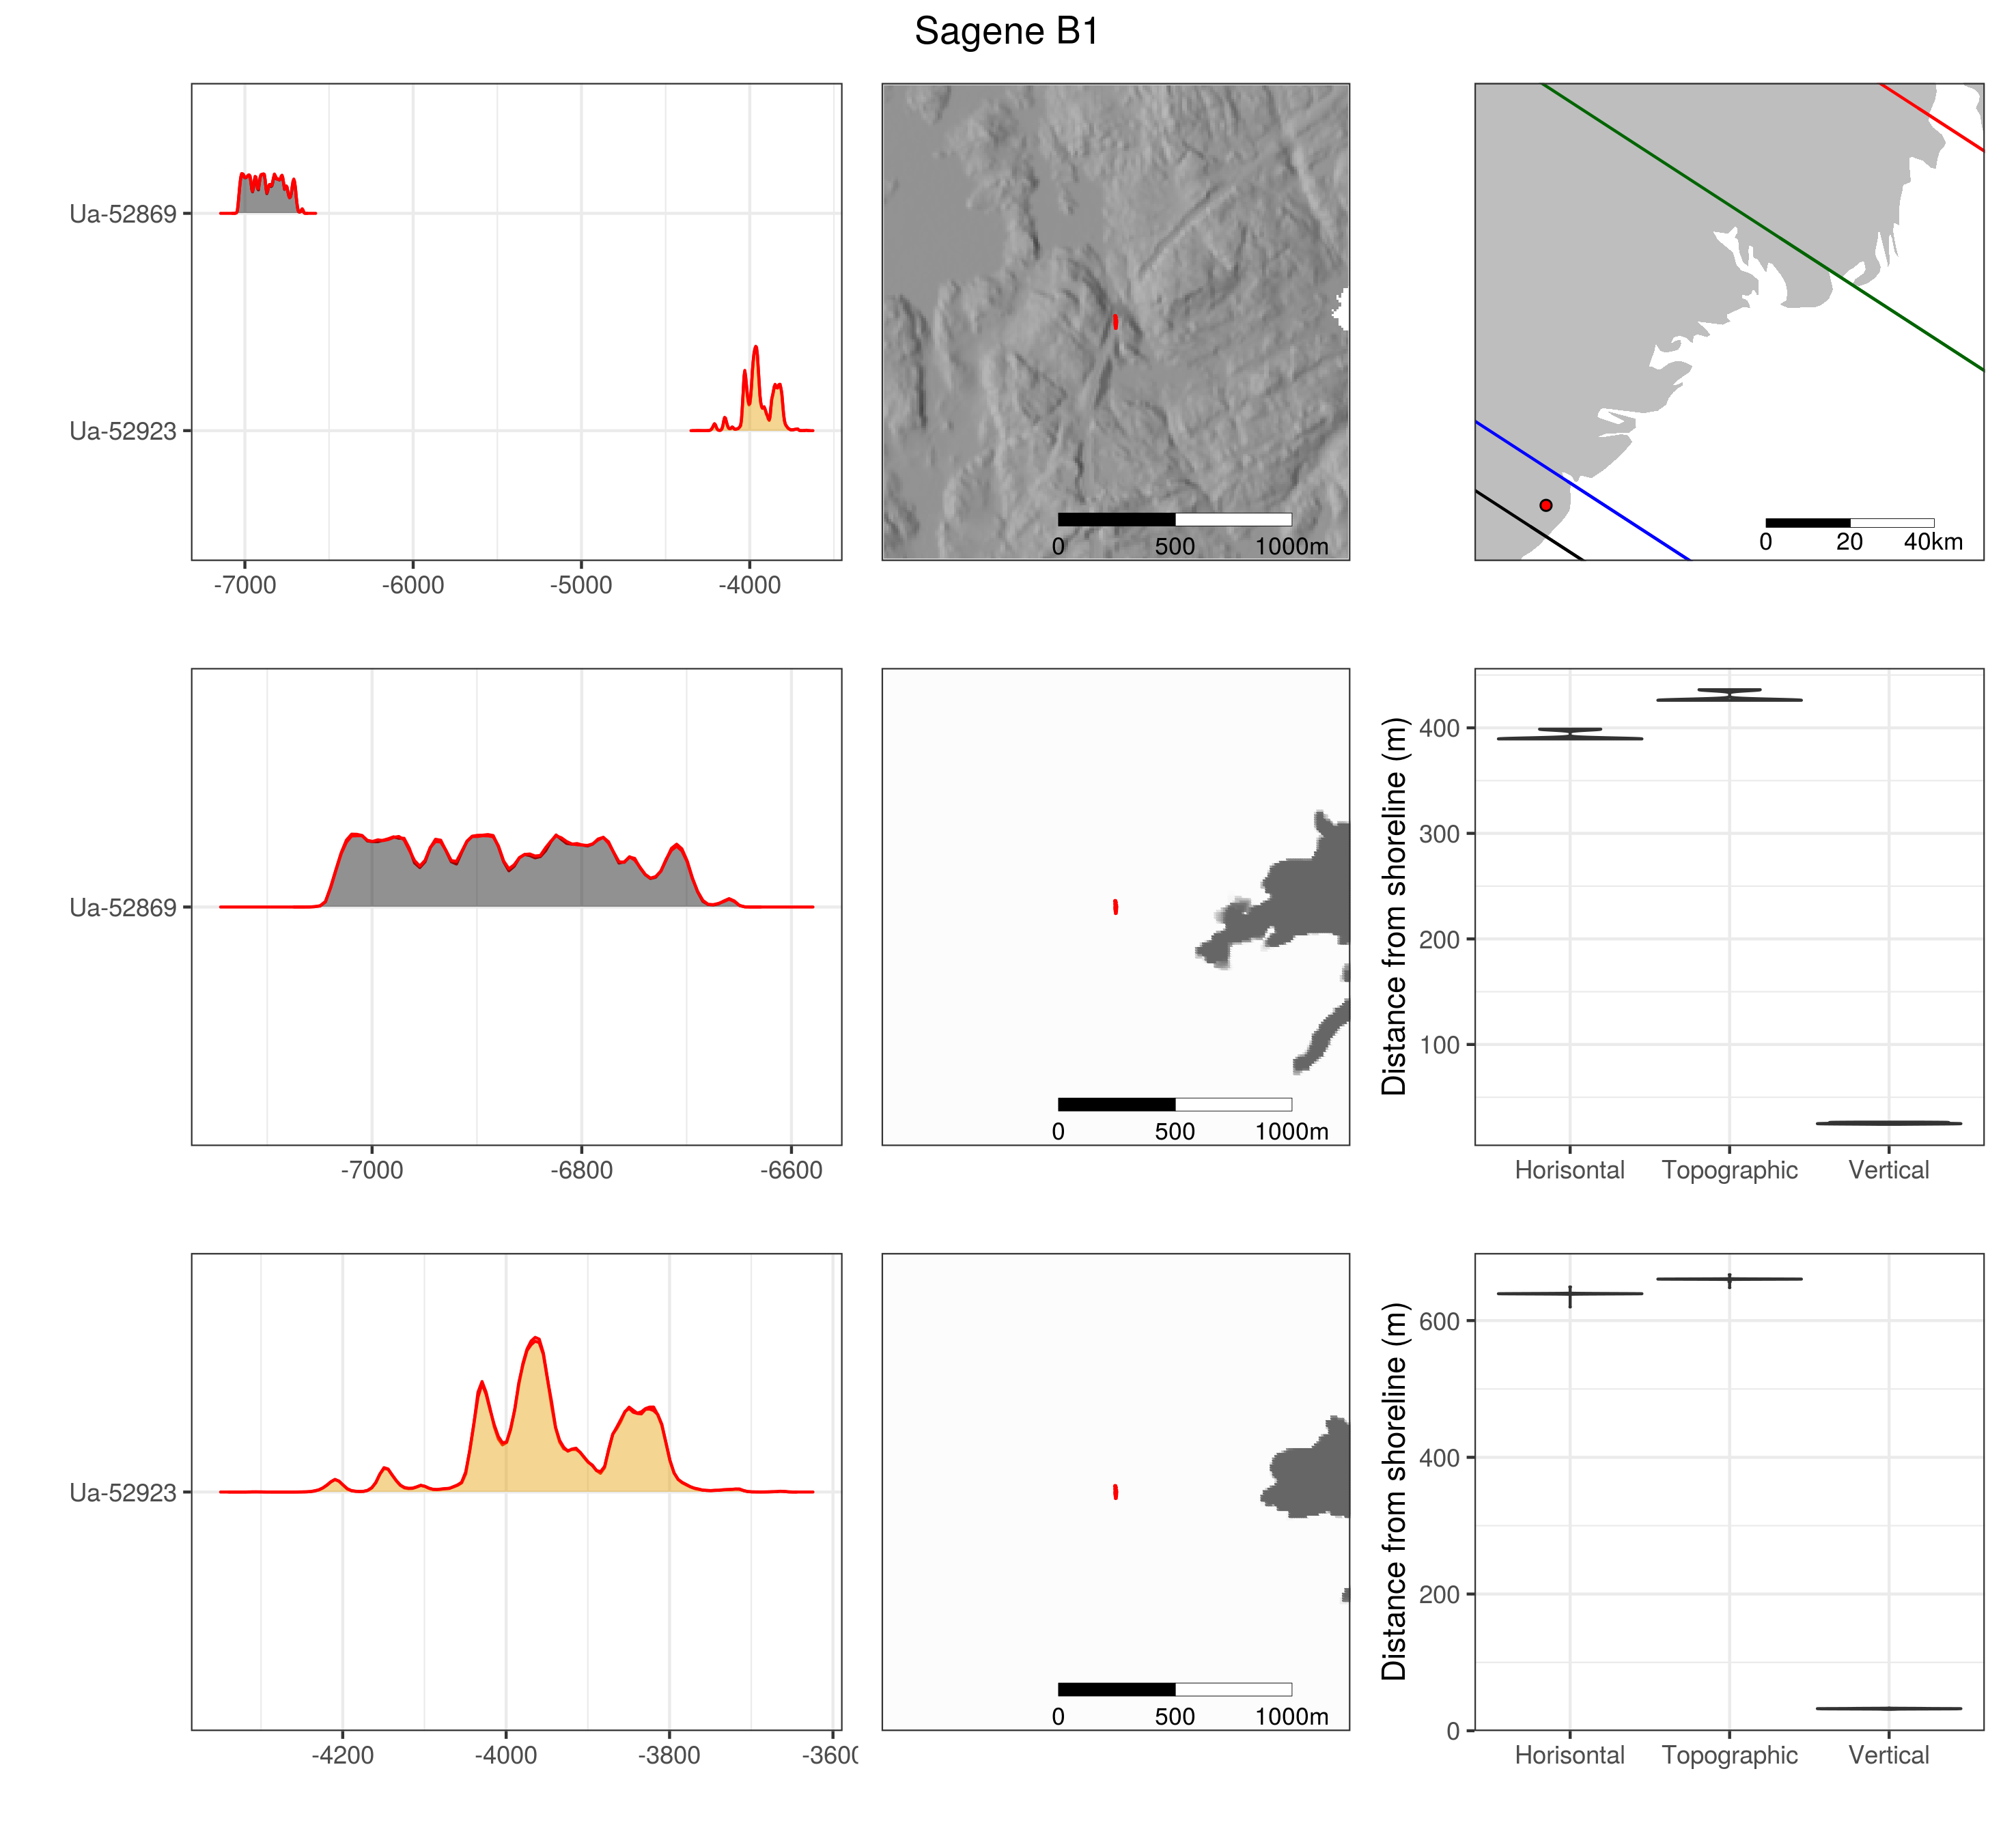 Sagene B1
Ua-52869
Ua-52923
-7000 -6000 -5000 -4000
0 500 1000m
0 20 40km
Ua-52869
-7000 -6800 -6600
0 500 1000m
Distance from shoreline (m)
400
300
200
100
Horisontal Topographic Vertical
Ua-52923
-4200 -4000 -3800 -360
0 500 1000m
Distance from shoreline (m)
600
400
200
0
Horisontal Topographic Vertical